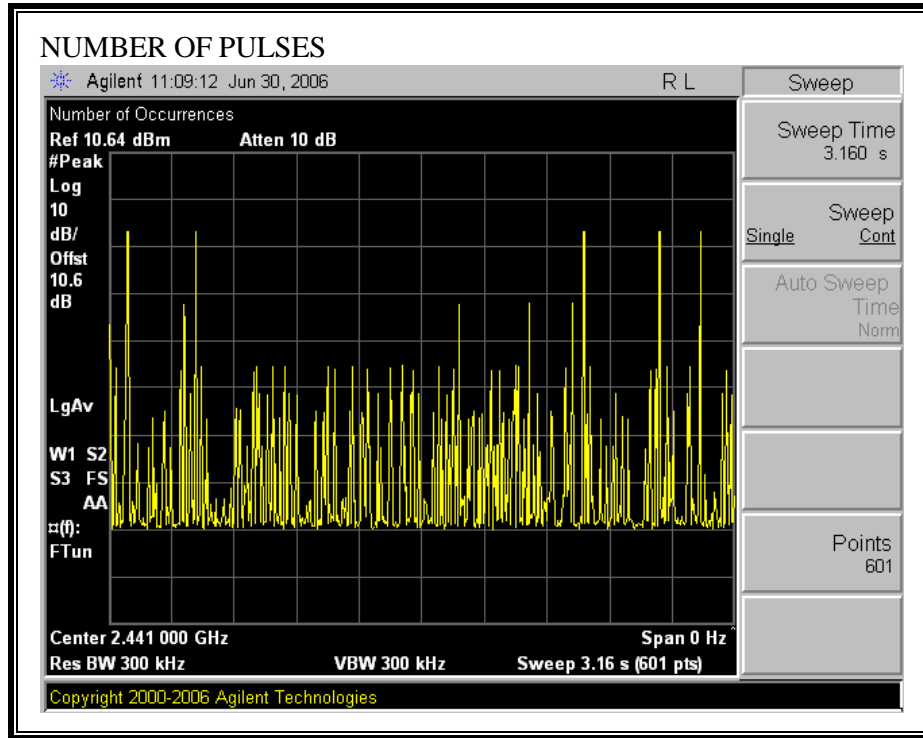 NUMBER OF PULSES
Agilent 11:09:12 Jun 30, 2006
R L
Number of Occurrences
Ref 10.64 dBm Atten 10 dB
#Peak
Log
10
dB/
Offst
10.6
dB
LgAv
W1 S2
S3 FS
AA
¤(f):
FTun
Center 2.441 000 GHz Span 0 Hz^
Res BW 300 kHz VBW 300 kHz Sweep 3.16 s (601 pts)
Copyright 2000-2006 Agilent Technologies
Sweep
Sweep Time
3.160 s
Sweep
Single Cont
Auto Sweep
Time
Norm
Points
601